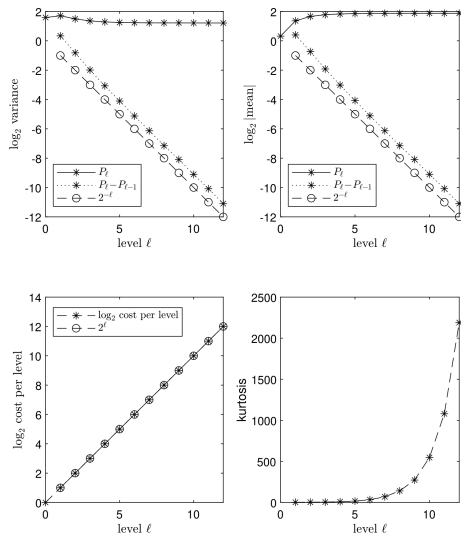 2
0
-2
-4
-6
-8
-10
-12
0
5
10
log₂ variance
level ℓ
P_ℓ
P_ℓ−P_{ℓ−1}
2^{-ℓ}
2
0
-2
-4
-6
-8
-10
-12
0
5
10
log₂ |mean|
level ℓ
P_ℓ
P_ℓ−P_{ℓ−1}
2^{-ℓ}
14
12
10
8
6
4
2
0
0
5
10
log₂ cost per level
level ℓ
log₂ cost per level
2^ℓ
2500
2000
1500
1000
500
0
0
5
10
kurtosis
level ℓ